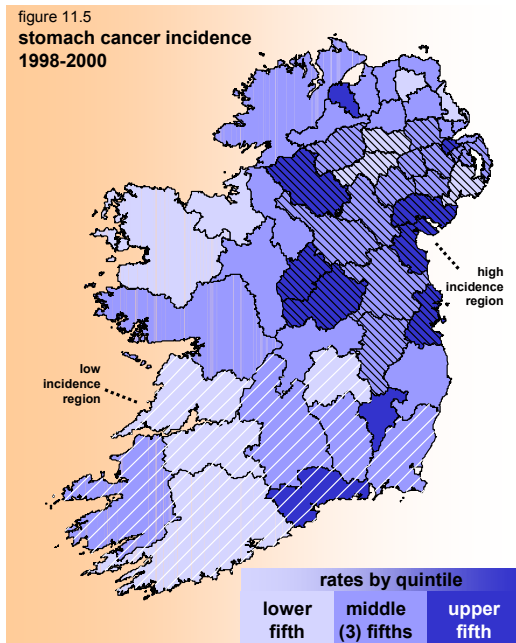 figure 11.5
stomach cancer incidence
1998-2000
high
incidence
region
low
incidence
region
rates by quintile
lower
fifth
middle
(3) fifths
upper
fifth